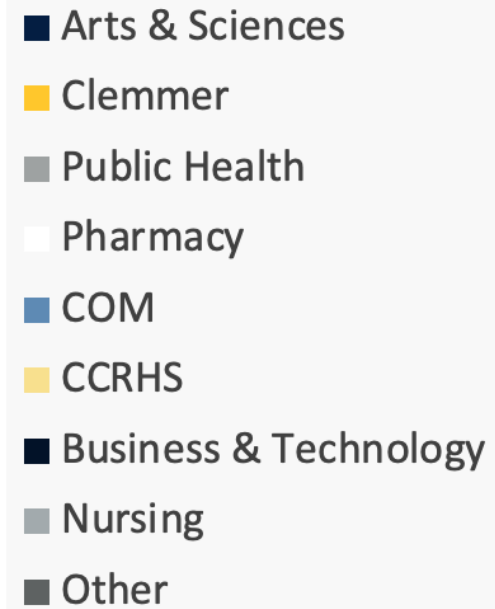 Arts & Sciences
Clemmer
Public Health
Pharmacy
COM
CCRHS
Business & Technology
Nursing
Other